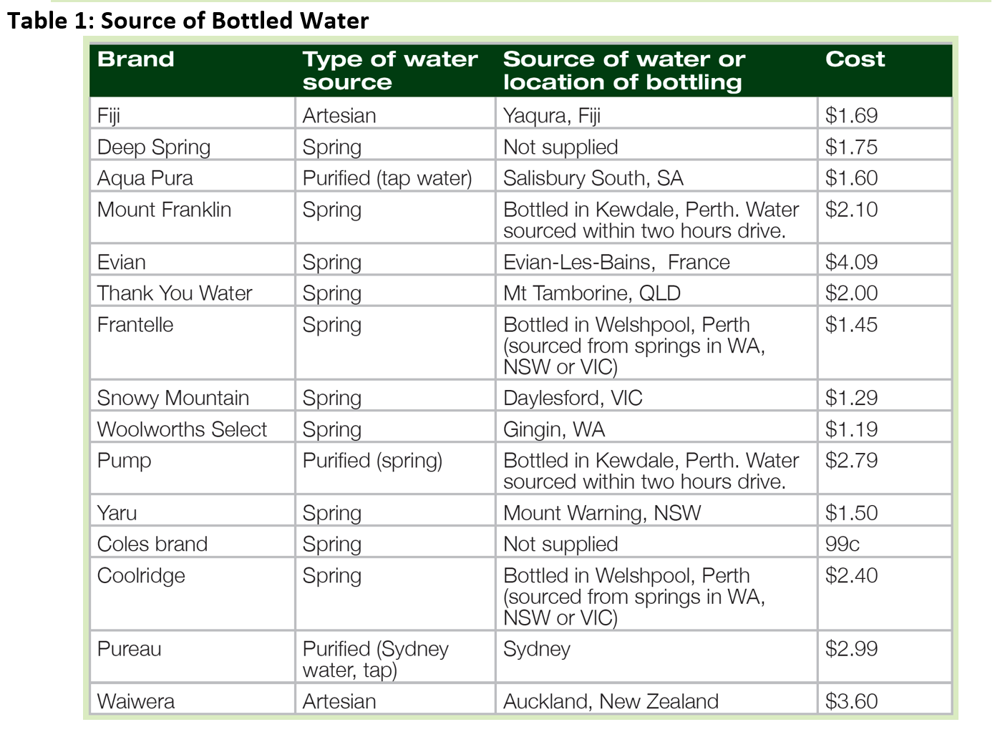 Table 1: Source of Bottled Water
Brand Type of water source Source of water or location of bottling Cost
Fiji Artesian Yaqura, Fiji $1.69
Deep Spring Spring Not supplied $1.75
Aqua Pura Purified (tap water) Salisbury South, SA $1.60
Mount Franklin Spring Bottled in Kewdale, Perth. Water $2.10
sourced within two hours drive.
Evian Spring Evian-Les-Bains, France $4.09
Thank You Water Spring Mt Tamborine, QLD $2.00
Frantelle Spring Bottled in Welshpool, Perth $1.45
(sourced from springs in WA,
NSW or VIC)
Snowy Mountain Spring Daylesford, VIC $1.29
Woolworths Select Spring Gingin, WA $1.19
Pump Purified (spring) Bottled in Kewdale, Perth. Water $2.79
sourced within two hours drive.
Yaru Spring Mount Warning, NSW $1.50
Coles brand Spring Not supplied 99c
Coolridge Spring Bottled in Welshpool, Perth $2.40
(sourced from springs in WA,
NSW or VIC)
Pureau Purified (Sydney Sydney $2.99
water, tap)
Waiwera Artesian Auckland, New Zealand $3.60